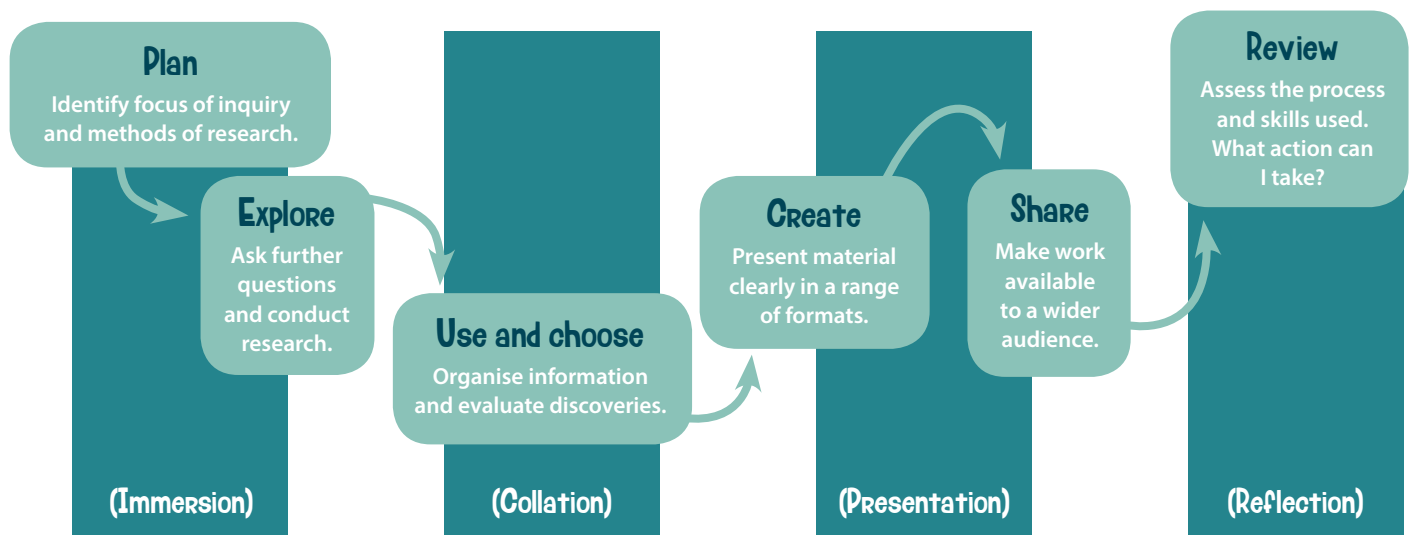 Plan
Identify focus of inquiry
and methods of research.
Explore
Ask further
questions
and conduct
research.
Use and choose
Organise information
and evaluate discoveries.
Create
Present material
clearly in a range
of formats.
Share
Make work
available
to a wider
audience.
Review
Assess the process
and skills used.
What action can
I take?
(Immersion)
(Collation)
(Presentation)
(Reflection)